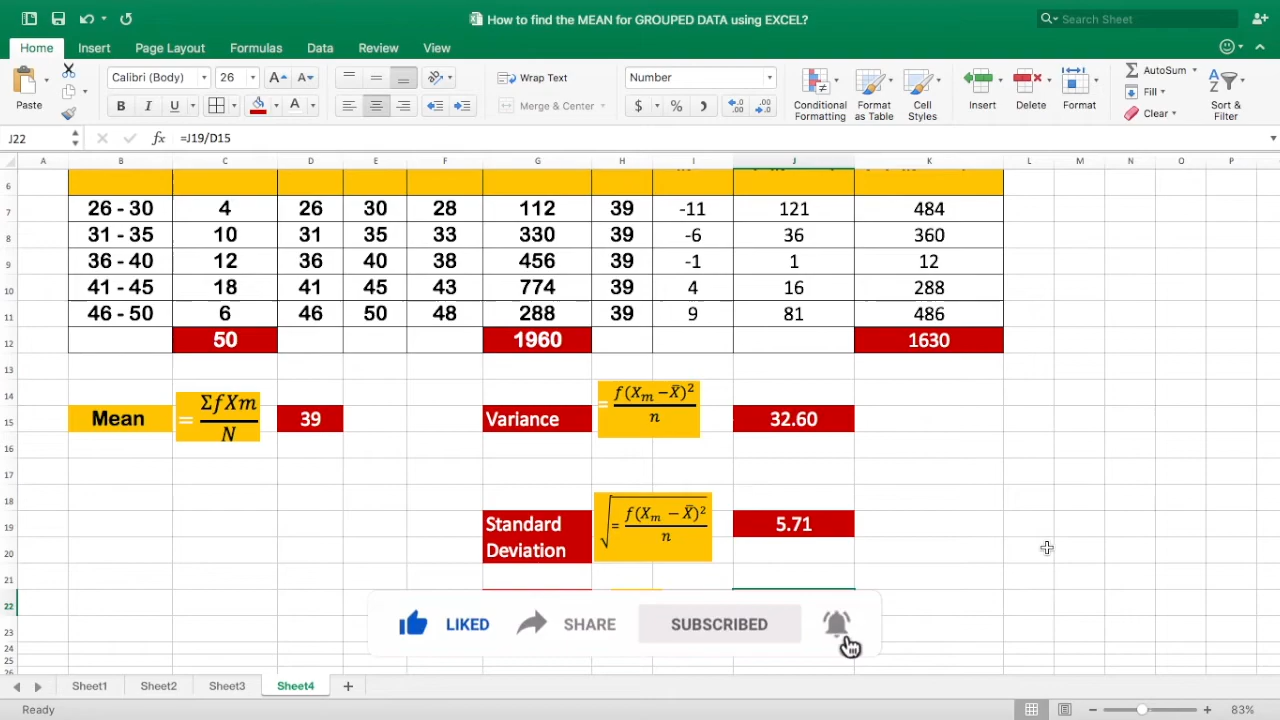 How to find the MEAN for GROUPED DATA using EXCEL?
Search Sheet
Home Insert Page Layout Formulas Data Review View
Paste
Calibri (Body) 26 A A
B I U A
Wrap Text
Merge & Center
Number
$ %
Conditional Formatting
Format as Table
Cell Styles
Insert
Delete
Format
AutoSum
Fill
Clear
Sort & Filter
J22 fx =J19/D15
A B C D E F G H I J K L M N O P
6
7 26 - 30 4 26 30 28 112 39 -11 121 484
8 31 - 35 10 31 35 33 330 39 -6 36 360
9 36 - 40 12 36 40 38 456 39 -1 1 12
10 41 - 45 18 41 45 43 774 39 4 16 288
11 46 - 50 6 46 50 48 288 39 9 81 486
12 50 1960 1630
13
14
15 Mean = ΣfXm / N 39 Variance = f(Xm − X̄)² / n 32.60
16
17
18
19 Standard √ = f(Xm − X̄)² / n 5.71
20 Deviation
21
22
23
24
25
26
LIKED SHARE SUBSCRIBED
Sheet1 Sheet2 Sheet3 Sheet4 +
Ready 83%